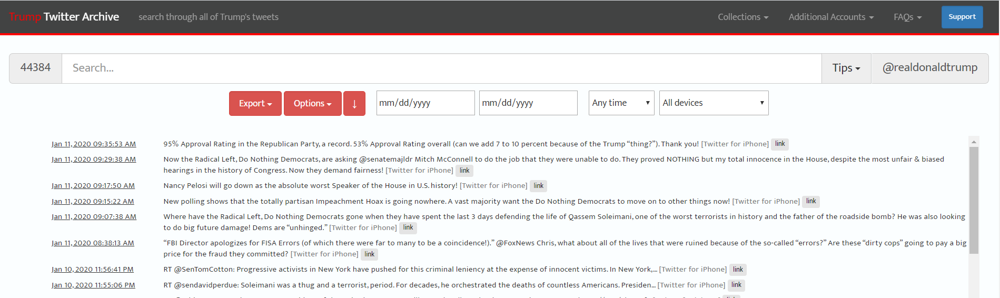 Trump Twitter Archive search through all of Trump's tweets Collections Additional Accounts FAQs Support
44384 Search... Tips @realdonaldtrump
Export Options ↓ mm/dd/yyyy mm/dd/yyyy Any time All devices
Jan 11, 2020 09:35:53 AM 95% Approval Rating in the Republican Party, a record. 53% Approval Rating overall (can we add 7 to 10 percent because of the Trump “thing?”). Thank you! [Twitter for iPhone] link
Jan 11, 2020 09:29:38 AM Now the Radical Left, Do Nothing Democrats, are asking @senatemajldr Mitch McConnell to do the job that they were unable to do. They proved NOTHING but my total innocence in the House, despite the most unfair & biased
hearings in the history of Congress. Now they demand fairness! [Twitter for iPhone] link
Jan 11, 2020 09:17:50 AM Nancy Pelosi will go down as the absolute worst Speaker of the House in U.S. history! [Twitter for iPhone] link
Jan 11, 2020 09:15:22 AM New polling shows that the totally partisan Impeachment Hoax is going nowhere. A vast majority want the Do Nothing Democrats to move on to other things now! [Twitter for iPhone] link
Jan 11, 2020 09:07:38 AM Where have the Radical Left, Do Nothing Democrats gone when they have spent the last 3 days defending the life of Qassem Soleimani, one of the worst terrorists in history and the father of the roadside bomb? He was also looking
to do big future damage! Dems are “unhinged.” [Twitter for iPhone] link
Jan 11, 2020 08:38:13 AM “FBI Director apologizes for FISA Errors (of which there were far to many to be a coincidence!).” @FoxNews Chris, what about all of the lives that were ruined because of the so-called “errors?” Are these “dirty cops” going to pay a big
price for the fraud they committed? [Twitter for iPhone] link
Jan 10, 2020 11:56:41 PM RT @SenTomCotton: Progressive activists in New York have pushed for this criminal leniency at the expense of innocent victims. In New York,… [Twitter for iPhone] link
Jan 10, 2020 11:55:06 PM RT @sendavidperdue: Soleimani was a thug and a terrorist, period. For decades, he orchestrated the deaths of countless Americans. Presiden… [Twitter for iPhone] link